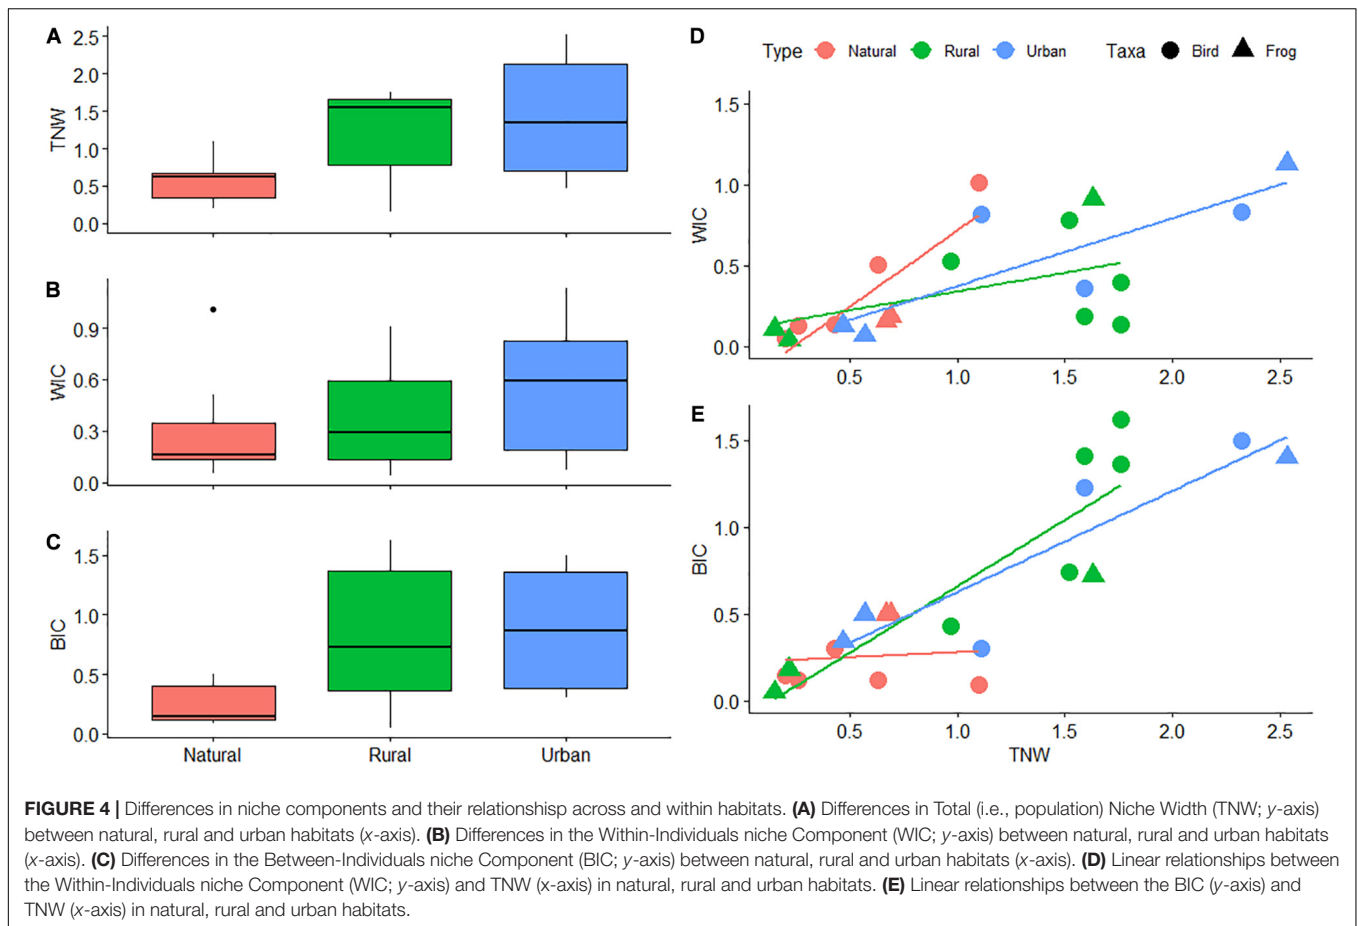 A
2.5
2.0
1.5
1.0
0.5
0.0
TNW
B
0.9
0.6
0.3
0.0
WIC
C
1.5
1.0
0.5
0.0
BIC
Natural Rural Urban
D
Type Natural Rural Urban Taxa Bird Frog
1.5
1.0
0.5
0.0
WIC
0.5 1.0 1.5 2.0 2.5
E
1.5
1.0
0.5
0.0
BIC
0.5 1.0 1.5 2.0 2.5
TNW
FIGURE 4 | Differences in niche components and their relationshisp across and within habitats. (A) Differences in Total (i.e., population) Niche Width (TNW; y-axis)
between natural, rural and urban habitats (x-axis). (B) Differences in the Within-Individuals niche Component (WIC; y-axis) between natural, rural and urban habitats
(x-axis). (C) Differences in the Between-Individuals niche Component (BIC; y-axis) between natural, rural and urban habitats (x-axis). (D) Linear relationships between
the Within-Individuals niche Component (WIC; y-axis) and TNW (x-axis) in natural, rural and urban habitats. (E) Linear relationships between the BIC (y-axis) and
TNW (x-axis) in natural, rural and urban habitats.